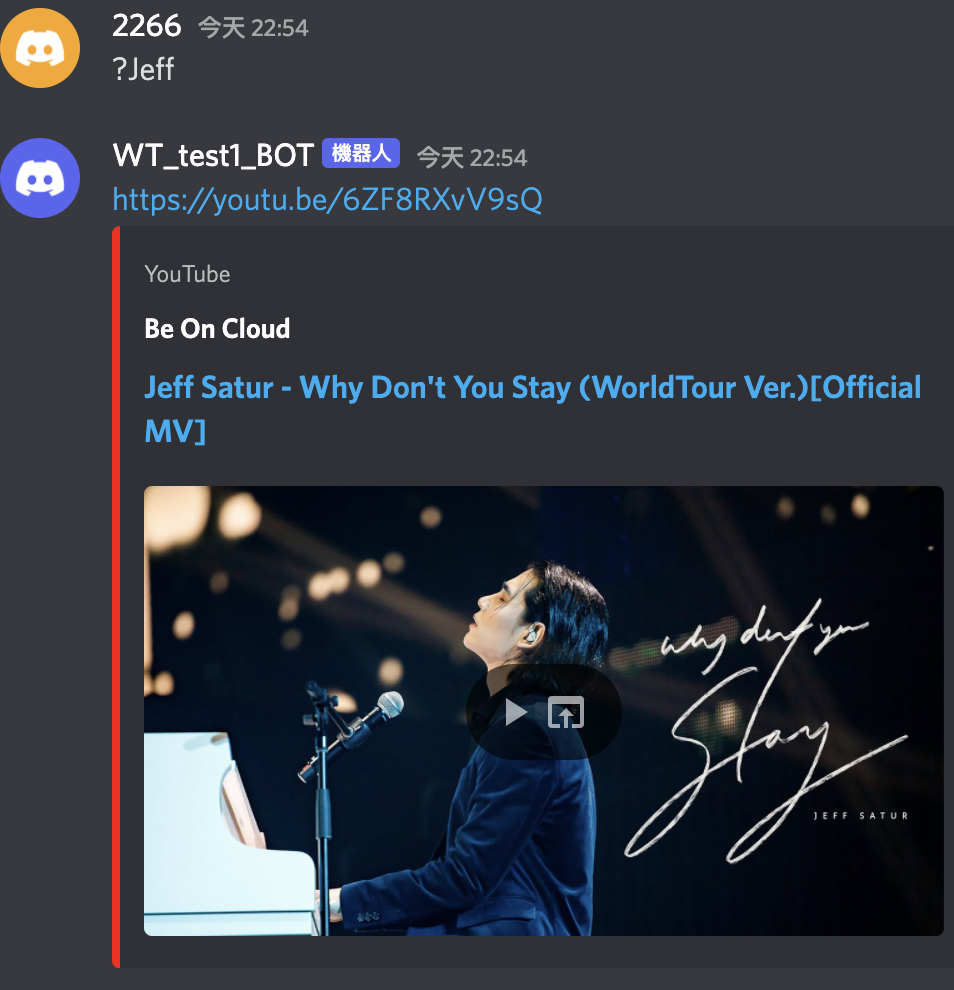 2266 今天 22:54
?Jeff
WT_test1_BOT 機器人 今天 22:54
https://youtu.be/6ZF8RXvV9sQ
YouTube
Be On Cloud
Jeff Satur - Why Don't You Stay (WorldTour Ver.)[Official
MV]
why don't you
Stay
JEFF SATUR